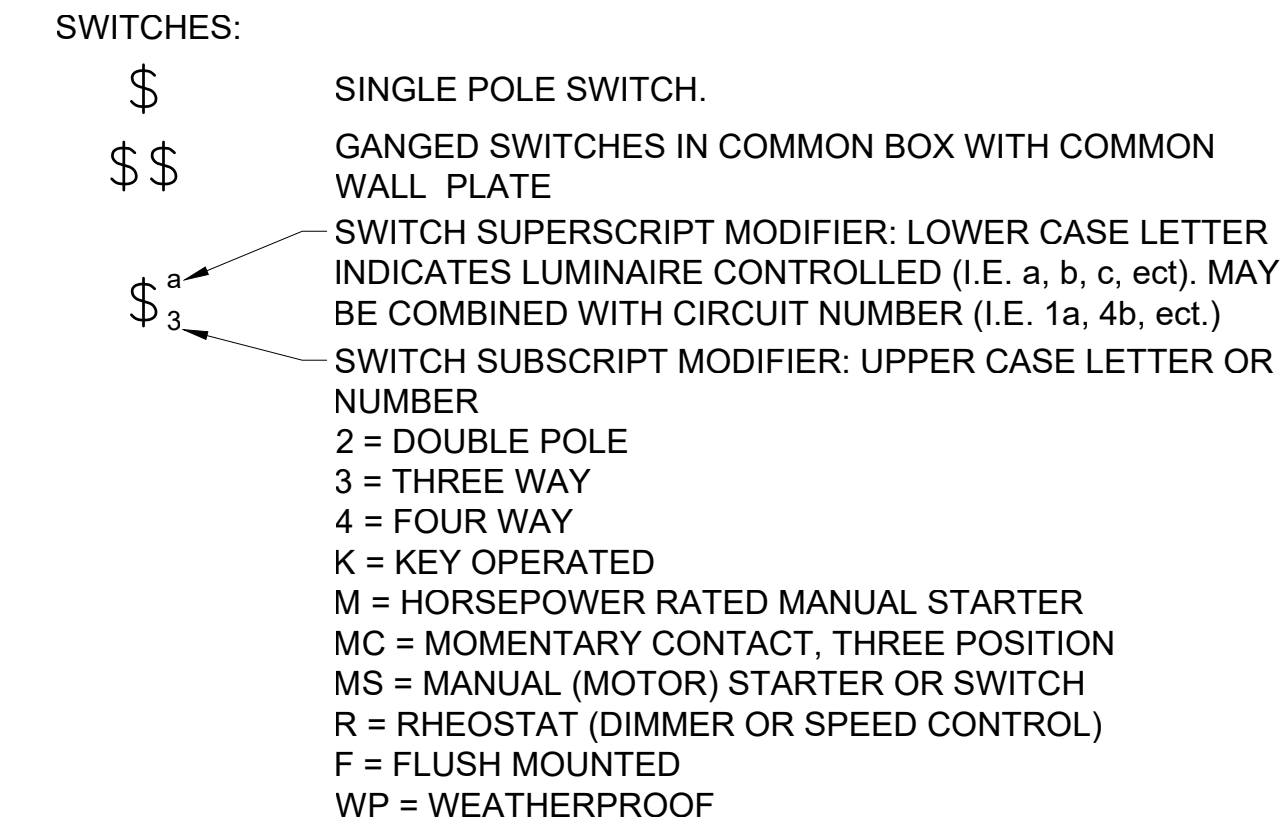 SWITCHES:
$ SINGLE POLE SWITCH.
$ $ GANGED SWITCHES IN COMMON BOX WITH COMMON
WALL PLATE
SWITCH SUPERSCRIPT MODIFIER: LOWER CASE LETTER
INDICATES LUMINAIRE CONTROLLED (I.E. a, b, c, ect). MAY
BE COMBINED WITH CIRCUIT NUMBER (I.E. 1a, 4b, ect.)
$ a
3
SWITCH SUBSCRIPT MODIFIER: UPPER CASE LETTER OR
NUMBER
2 = DOUBLE POLE
3 = THREE WAY
4 = FOUR WAY
K = KEY OPERATED
M = HORSEPOWER RATED MANUAL STARTER
MC = MOMENTARY CONTACT, THREE POSITION
MS = MANUAL (MOTOR) STARTER OR SWITCH
R = RHEOSTAT (DIMMER OR SPEED CONTROL)
F = FLUSH MOUNTED
WP = WEATHERPROOF